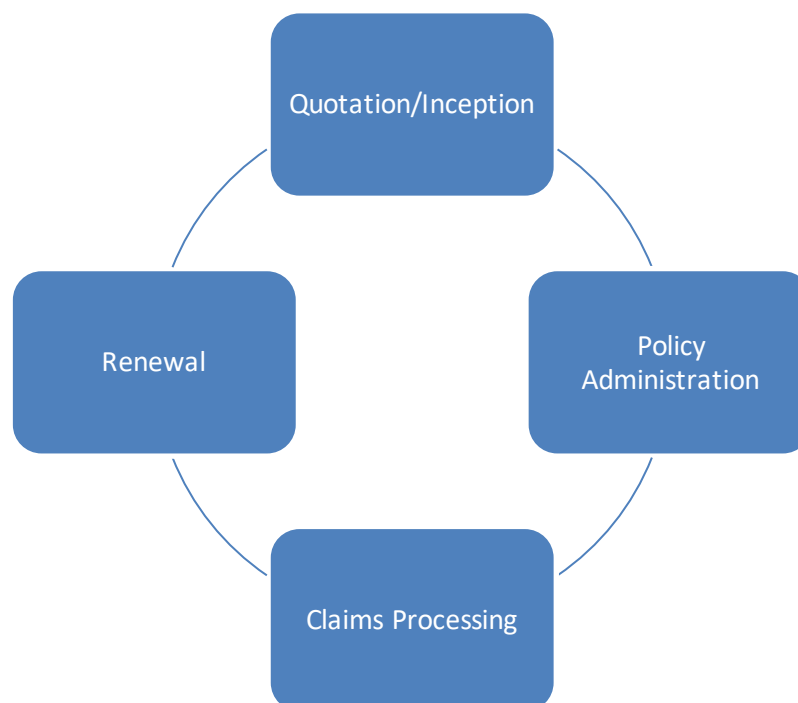 Quotation/Inception
Policy
Administration
Claims Processing
Renewal